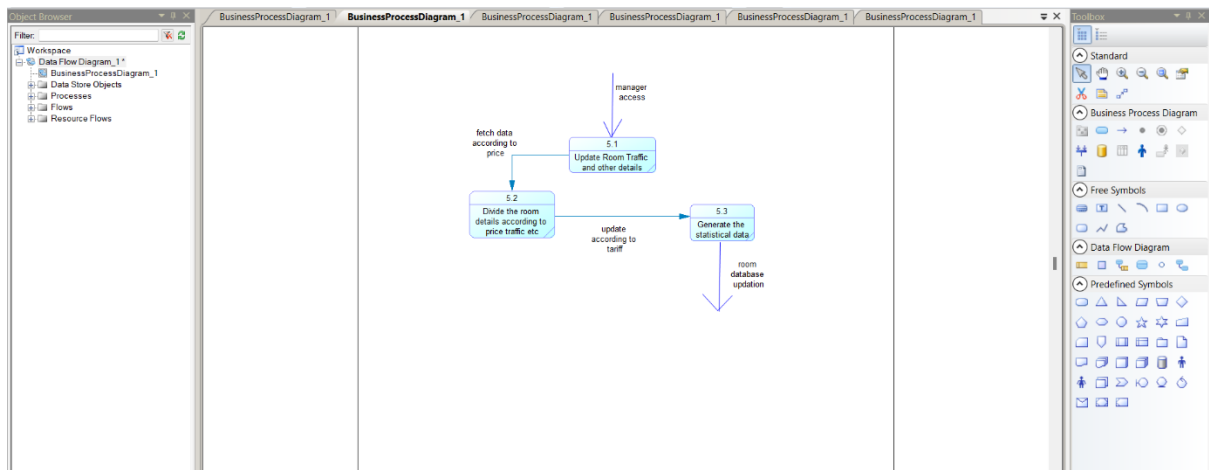 Object Browser
BusinessProcessDiagram_1
BusinessProcessDiagram_1
BusinessProcessDiagram_1
BusinessProcessDiagram_1
BusinessProcessDiagram_1
BusinessProcessDiagram_1
Toolbox
Filter:
Workspace
Data Flow Diagram_1 *
BusinessProcessDiagram_1
Data Store Objects
Processes
Flows
Resource Flows
manager
access
fetch data
according to
price
5.1
Update Room Traffic
and other details
5.2
Divide the room
details according to
price traffic etc
update
according to
tariff
5.3
Generate the
statistical data
room
database
updation
Standard
Business Process Diagram
Free Symbols
Data Flow Diagram
Predefined Symbols